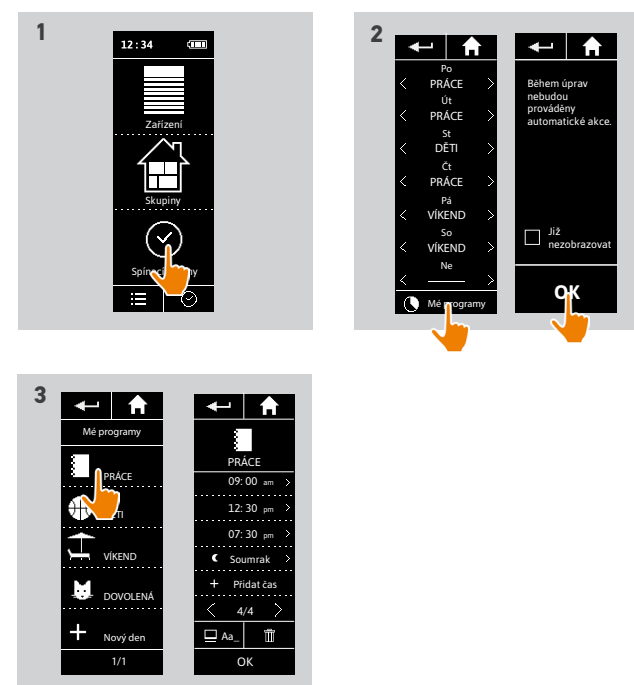 1
12:34
Zařízení
Skupiny
2
Po
PRÁCE
Út
PRÁCE
St
DĚTI
Čt
PRÁCE
Pá
VÍKEND
So
VÍKEND
Ne
Mé programy
Během úprav
nebudou
prováděny
automatické akce.
Již
nezobrazovat
OK
3
Mé programy
PRÁCE
VÍKEND
DOVOLENÁ
+ Nový den
1/1
PRÁCE
09:00 am >
12:30 pm >
07:30 pm >
Soumrak >
+ Přidat čas
< 4/4 >
Aa_
OK